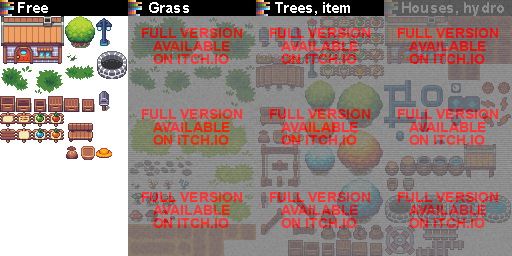 Free
Grass
Trees, item
Houses, hydro
FULL VERSION
AVAILABLE
ON ITCH.IO
FULL VERSION
AVAILABLE
ON ITCH.IO
FULL VERSION
AVAILABLE
ON ITCH.IO
FULL VERSION
AVAILABLE
ON ITCH.IO
FULL VERSION
AVAILABLE
ON ITCH.IO
FULL VERSION
AVAILABLE
ON ITCH.IO
FULL VERSION
AVAILABLE
ON ITCH.IO
FULL VERSION
AVAILABLE
ON ITCH.IO
FULL VERSION
AVAILABLE
ON ITCH.IO